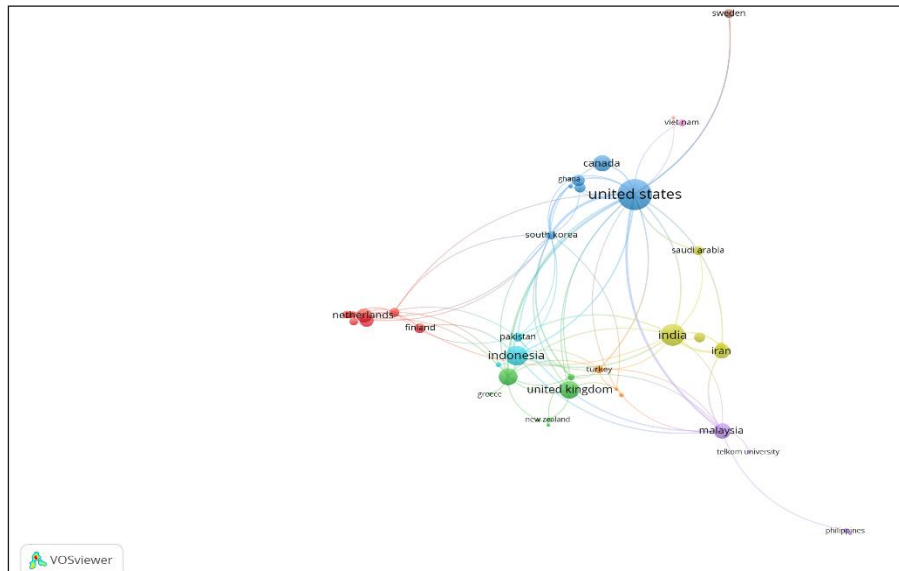 sweden
viet nam
canada
ghana
united states
south korea
saudi arabia
netherlands
finland
pakistan
india
indonesia
iran
turkey
united kingdom
greece
new zealand
malaysia
telkom university
philippines
VOSviewer